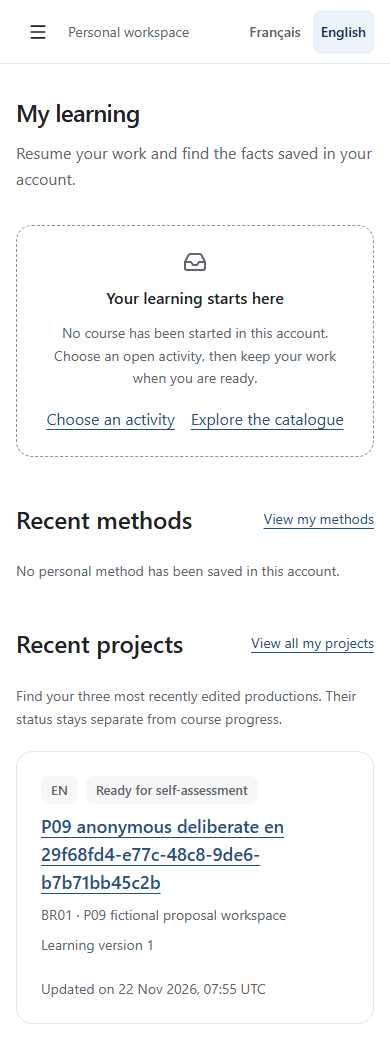 Personal workspace
Français
English
My learning
Resume your work and find the facts saved in your
account.
Your learning starts here
No course has been started in this account.
Choose an open activity, then keep your work
when you are ready.
Choose an activity
Explore the catalogue
Recent methods
View my methods
No personal method has been saved in this account.
Recent projects
View all my projects
Find your three most recently edited productions. Their
status stays separate from course progress.
EN
Ready for self-assessment
P09 anonymous deliberate en
29f68fd4-e77c-48c8-9de6-
b7b71bb45c2b
BR01 · P09 fictional proposal workspace
Learning version 1
Updated on 22 Nov 2026, 07:55 UTC